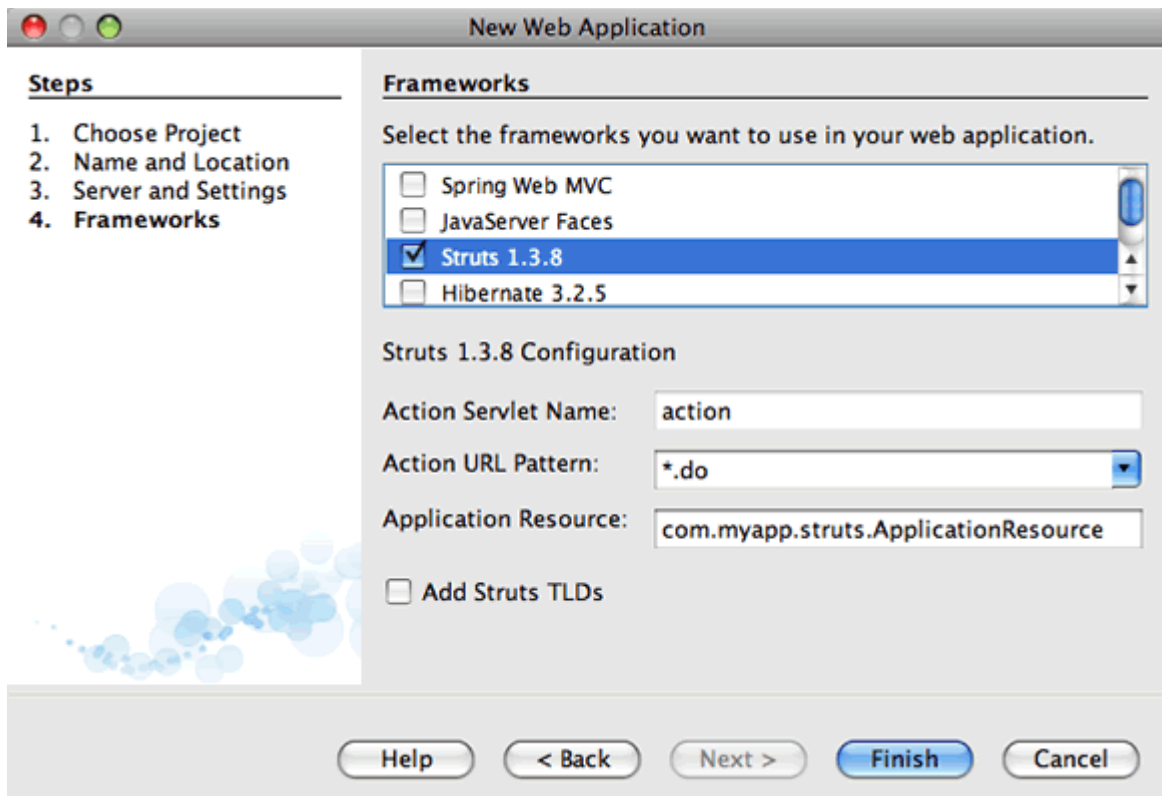 New Web Application
Steps
1. Choose Project
2. Name and Location
3. Server and Settings
4. Frameworks
Frameworks
Select the frameworks you want to use in your web application.
Spring Web MVC
JavaServer Faces
Struts 1.3.8
Hibernate 3.2.5
Struts 1.3.8 Configuration
Action Servlet Name: action
Action URL Pattern: *.do
Application Resource: com.myapp.struts.ApplicationResource
Add Struts TLDs
Help < Back Next > Finish Cancel